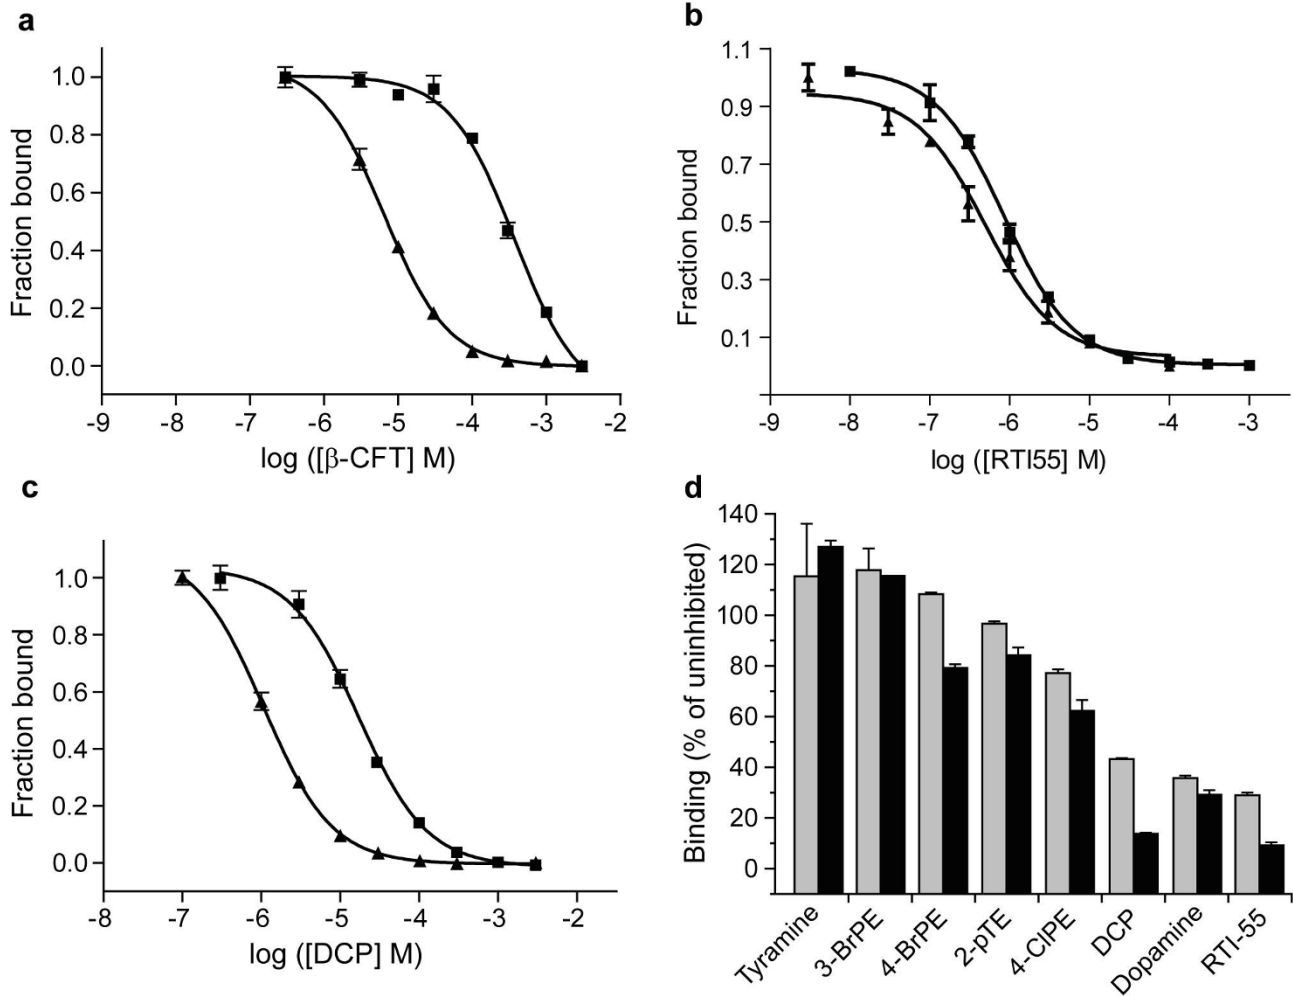 a
1.0
0.8
0.6
0.4
0.2
0.0
Fraction bound
-9 -8 -7 -6 -5 -4 -3 -2
log ([β-CFT] M)
b
1.1
0.9
0.7
0.5
0.3
0.1
Fraction bound
-9 -8 -7 -6 -5 -4 -3
log ([RTI55] M)
c
1.0
0.8
0.6
0.4
0.2
0.0
Fraction bound
-8 -7 -6 -5 -4 -3 -2
log ([DCP] M)
d
140
120
100
80
60
40
20
0
Binding (% of uninhibited)
Tyramine
3-BrPE
4-BrPE
2-pTE
4-ClPE
DCP
Dopamine
RTI-55